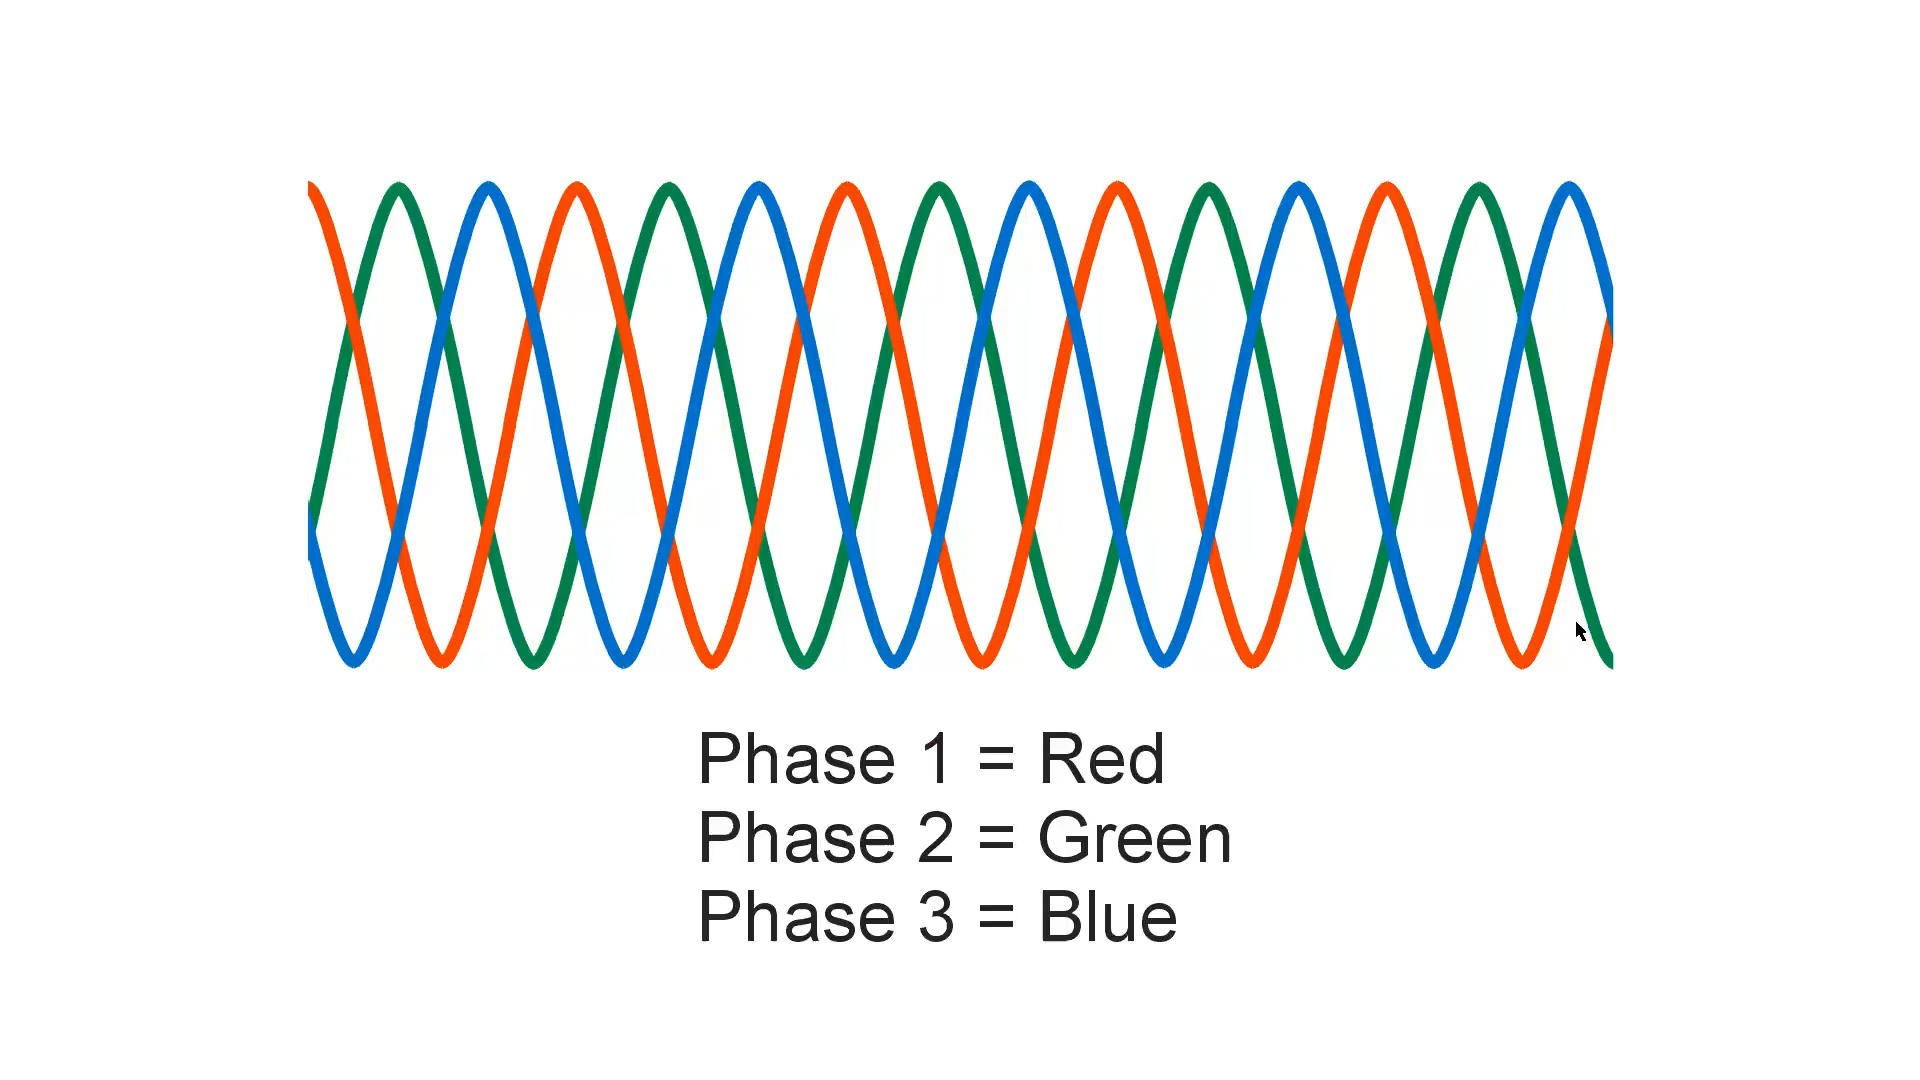 Phase 1 = Red
Phase 2 = Green
Phase 3 = Blue